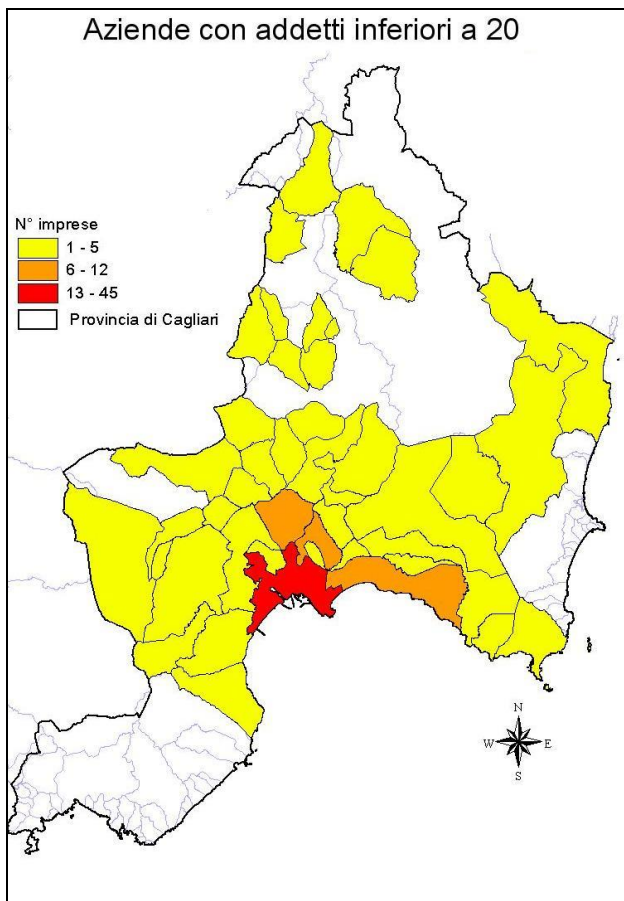 Aziende con addetti inferiori a 20
N° imprese
1 - 5
6 - 12
13 - 45
Provincia di Cagliari
N
W E
S